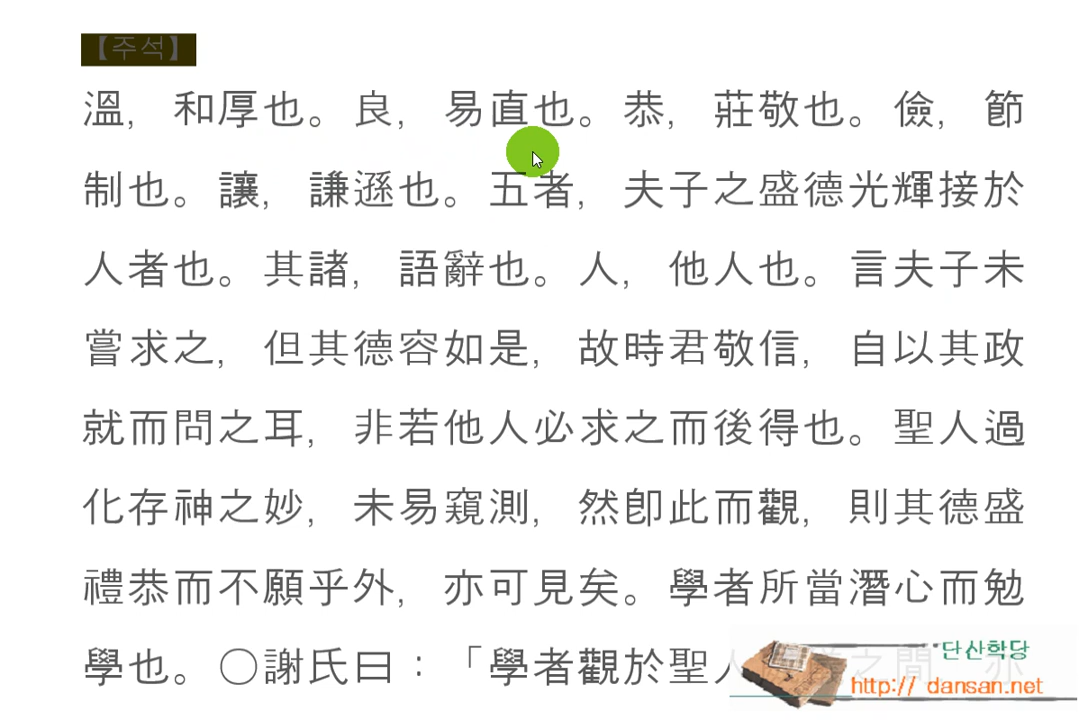 【주석】
溫, 和厚也。良, 易直也。恭, 莊敬也。儉, 節
制也。讓, 謙遜也。五者, 夫子之盛德光輝接於
人者也。其諸, 語辭也。人, 他人也。言夫子未
嘗求之, 但其德容如是, 故時君敬信, 自以其政
就而問之耳, 非若他人必求之而後得也。聖人過
化存神之妙, 未易窺測, 然卽此而觀, 則其德盛
禮恭而不願乎外, 亦可見矣。學者所當潛心而勉
學也。〇謝氏曰：「學者觀於聖人 之間, 亦
단산학당
http:// dansan.net